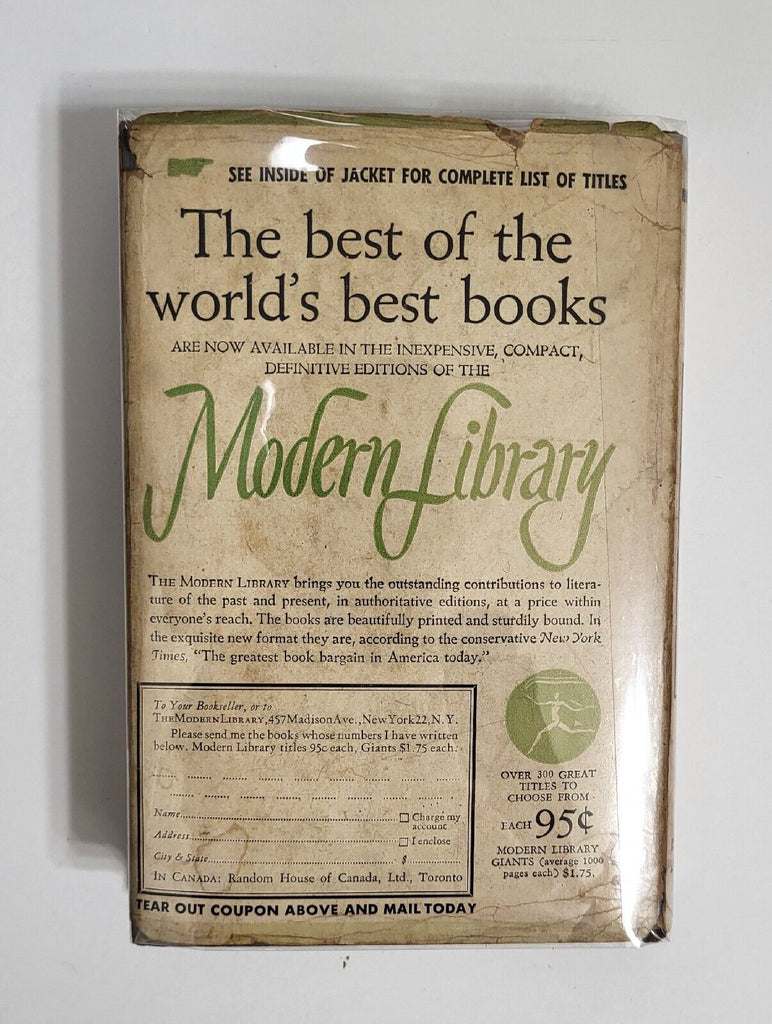 SEE INSIDE OF JACKET FOR COMPLETE LIST OF TITLES
The best of the
world's best books
ARE NOW AVAILABLE IN THE INEXPENSIVE, COMPACT,
DEFINITIVE EDITIONS OF THE
Modern Library
THE MODERN LIBRARY brings you the outstanding contributions to litera-
ture of the past and present, in authoritative editions, at a price within
everyone's reach. The books are beautifully printed and sturdily bound. In
the exquisite new format they are, according to the conservative New York
Times, "The greatest book bargain in America today."
To Your Bookseller, or to
THE MODERN LIBRARY, 457 Madison Ave., New York 22, N. Y.
Please send me the books whose numbers I have written
below. Modern Library titles 95c each, Giants $1.75 each.
Name
☐ Charge my
account
Address
☐ I enclose
City & State
$
IN CANADA: Random House of Canada, Ltd., Toronto
TEAR OUT COUPON ABOVE AND MAIL TODAY
OVER 300 GREAT
TITLES TO
CHOOSE FROM
EACH 95¢
MODERN LIBRARY
GIANTS (average 1000
pages each) $1.75.